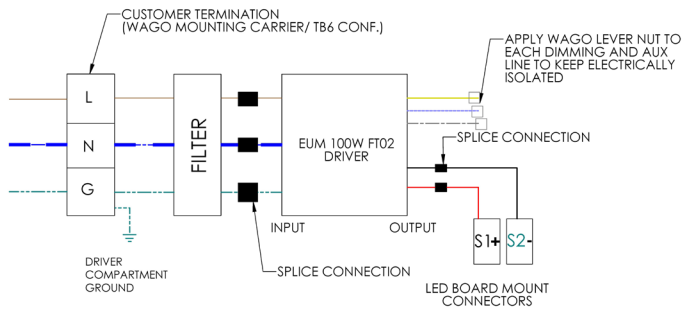 CUSTOMER TERMINATION
(WAGO MOUNTING CARRIER/ TB6 CONF.)
APPLY WAGO LEVER NUT TO
EACH DIMMING AND AUX
LINE TO KEEP ELECTRICALLY
ISOLATED
L
N
G
FILTER
EUM 100W FT02
DRIVER
SPLICE CONNECTION
INPUT
OUTPUT
S1+
S2-
DRIVER
COMPARTMENT
GROUND
SPLICE CONNECTION
LED BOARD MOUNT
CONNECTORS